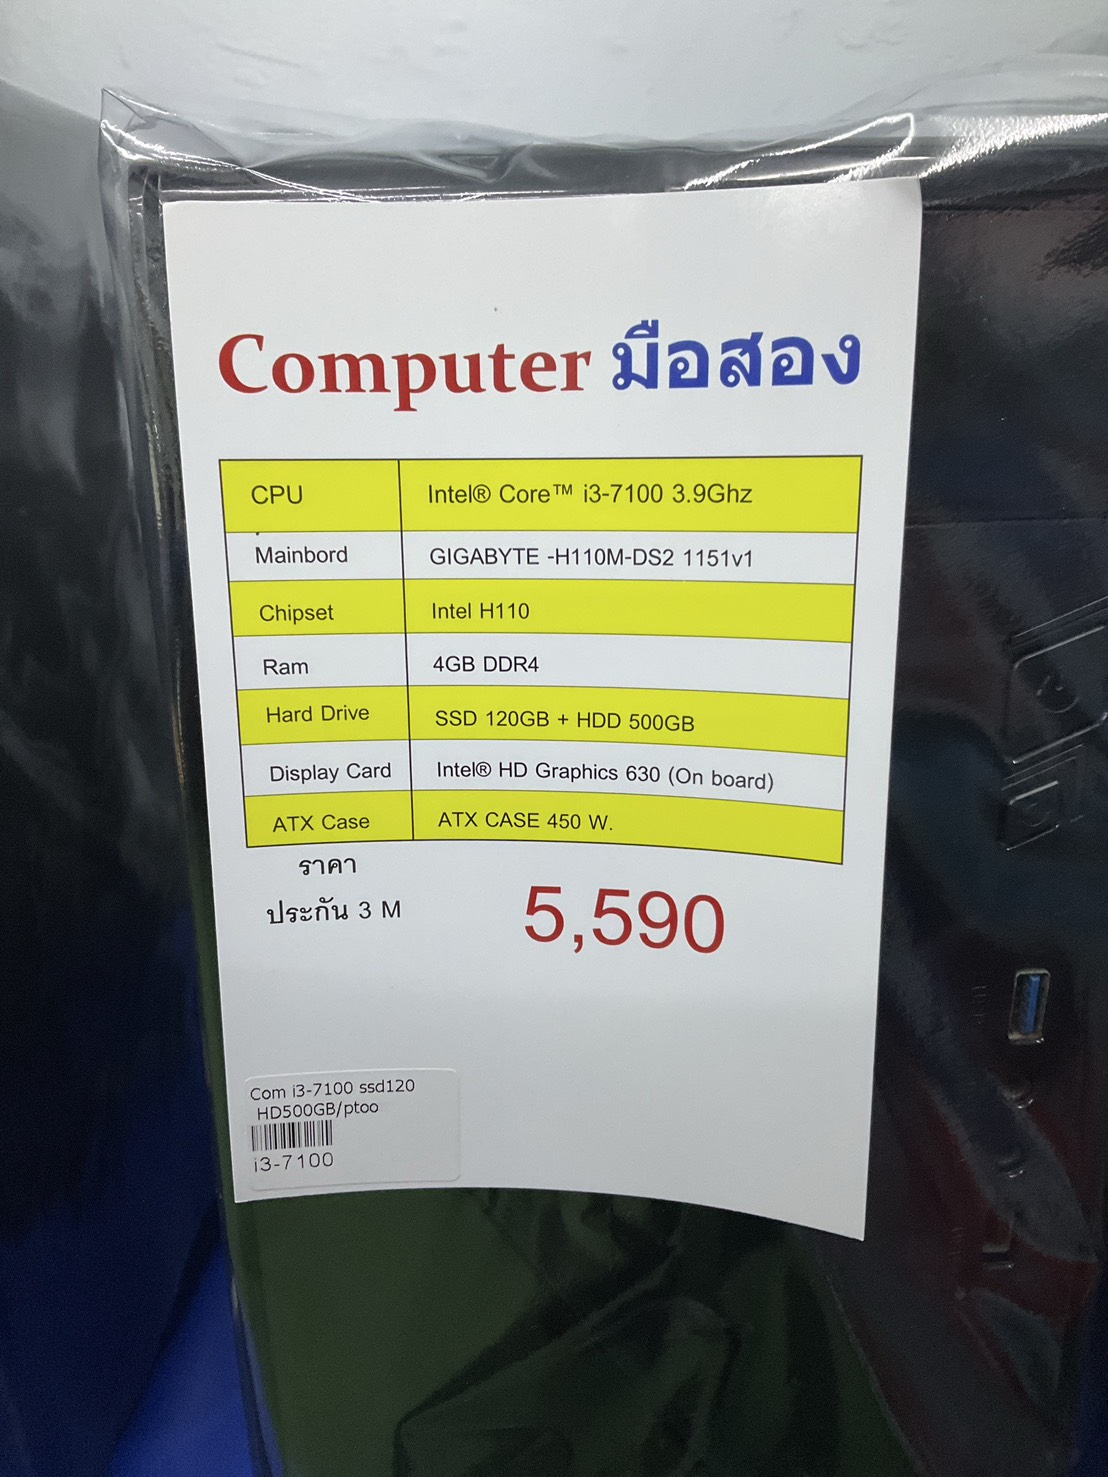 Computer มือสอง
CPU Intel® Core™ i3-7100 3.9Ghz
Mainbord GIGABYTE -H110M-DS2 1151v1
Chipset Intel H110
Ram 4GB DDR4
Hard Drive SSD 120GB + HDD 500GB
Display Card Intel® HD Graphics 630 (On board)
ATX Case ATX CASE 450 W.
ราคา
ประกัน 3 M 5,590
Com i3-7100 ssd120
HD500GB/ptoo
i3-7100